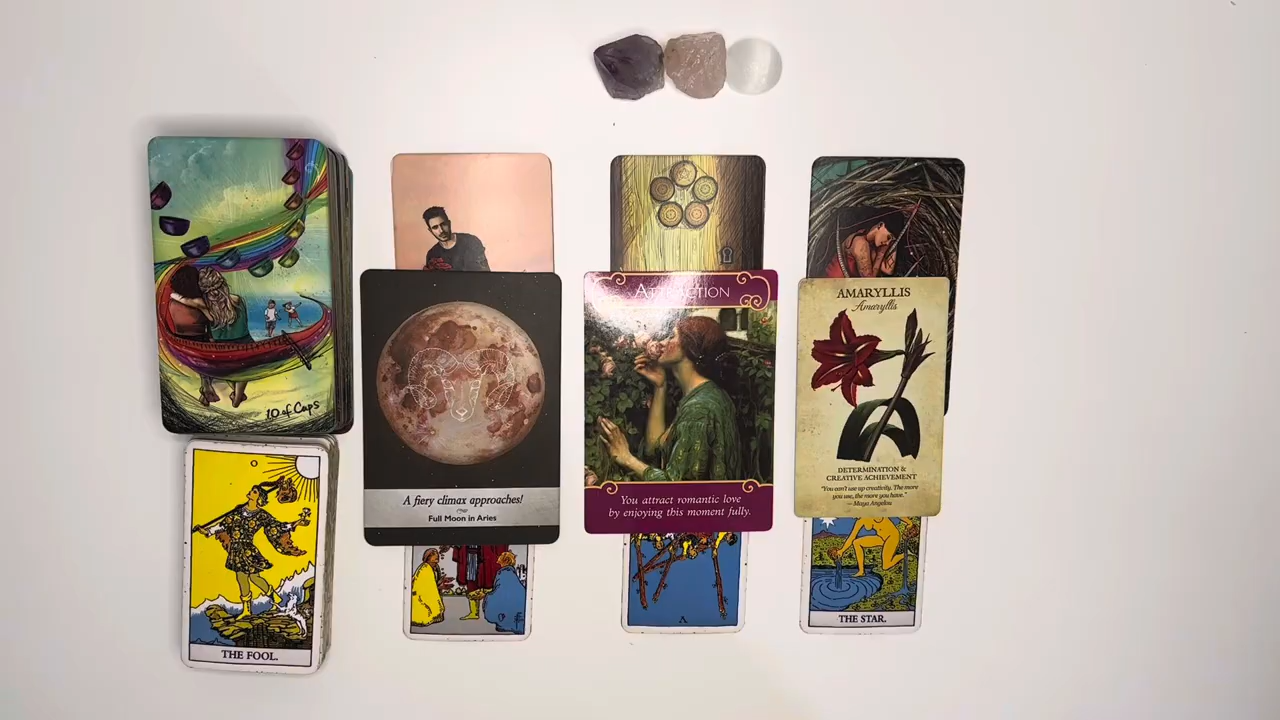 10 of Cups
THE FOOL.
A fiery climax approaches!
Full Moon in Aries
ATTRACTION
You attract romantic love
by enjoying this moment fully.
V
AMARYLLIS
Amaryllis
DETERMINATION &
CREATIVE ACHIEVEMENT
"You can't use up creativity. The more
you use, the more you have."
— Maya Angelou
THE STAR.